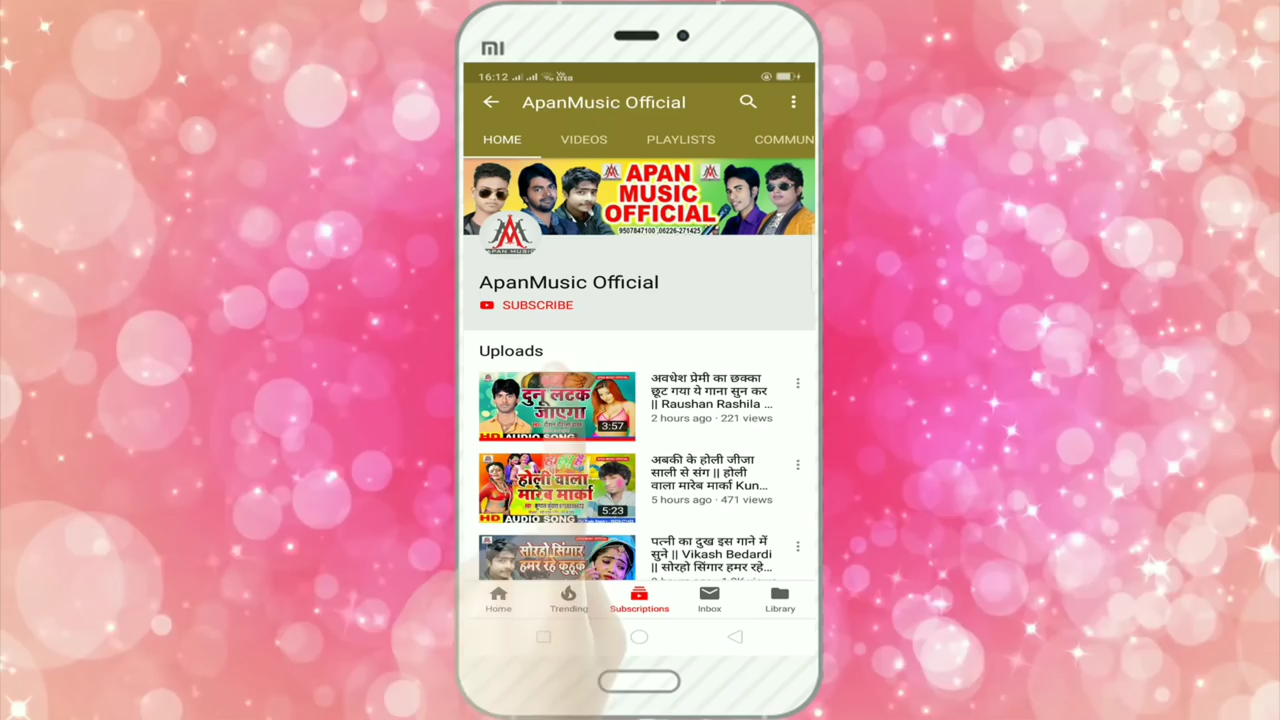 mi
16:12
ApanMusic Official
HOME VIDEOS PLAYLISTS COMMUN
APAN
MUSIC
OFFICIAL
9507847100 ,06226-271425
APAN MUSIC
ApanMusic Official
SUBSCRIBE
Uploads
दुनू लटक
जाएगा
3:57
HD AUDIO SONG
अवधेश प्रेमी का छक्का
छूट गया ये गाना सुन कर
|| Raushan Rashila ...
2 hours ago · 221 views
होली वाला
मारेब मार्का
5:23
HD AUDIO SONG
अबकी के होली जीजा
साली से संग || होली
वाला मारेब मार्का Kun...
5 hours ago · 471 views
सोरहो सिंगार
हमर रहे कुहूक
पत्नी का दुख इस गाने में
सुने || Vikash Bedardi
|| सोरहो सिंगार हमर रहे...
Home Trending Subscriptions Inbox Library